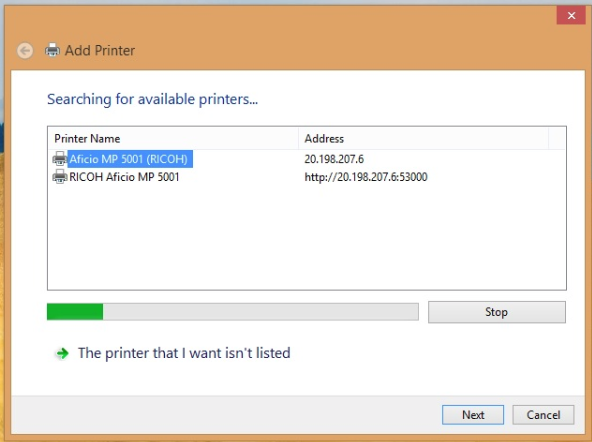 Add Printer
Searching for available printers...
Printer Name Address
Aficio MP 5001 (RICOH) 20.198.207.6
RICOH Aficio MP 5001 http://20.198.207.6:53000
Stop
The printer that I want isn't listed
Next Cancel